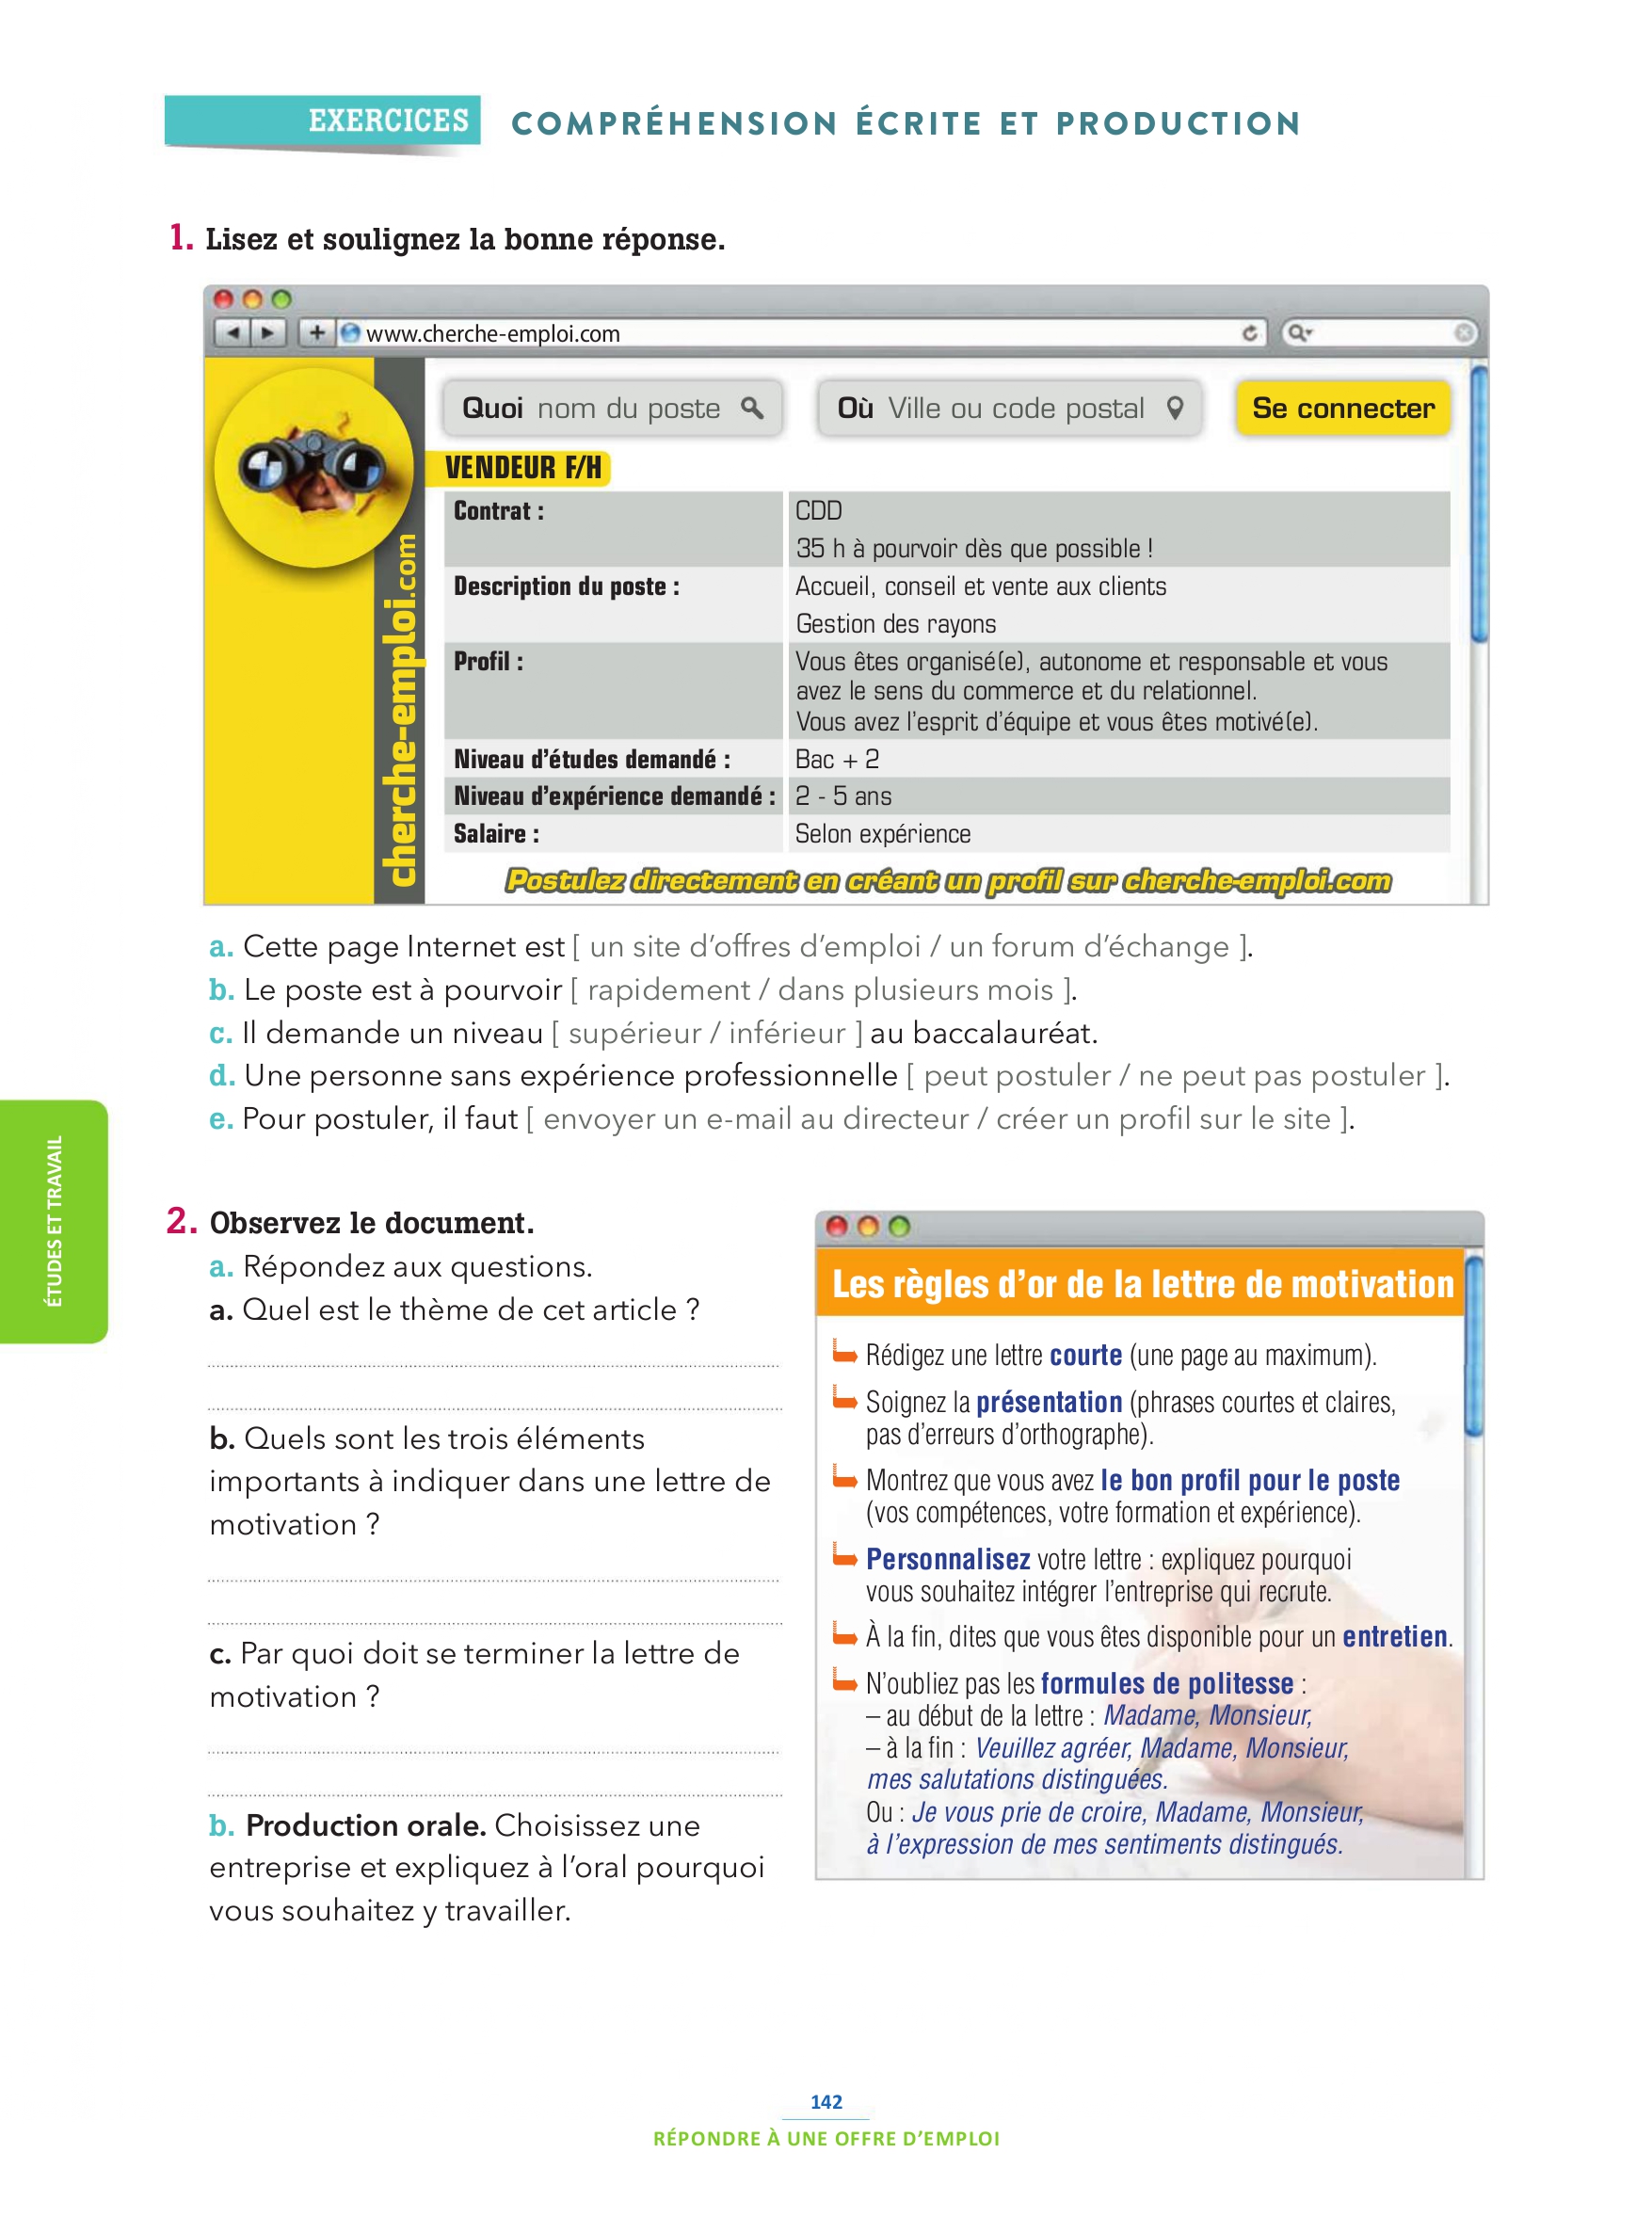 EXERCICES COMPRÉHENSION ÉCRITE ET PRODUCTION
1. Lisez et soulignez la bonne réponse.
www.cherche-emploi.com
cherche-emploi.com
Quoi nom du poste Où Ville ou code postal Se connecter
VENDEUR F/H
Contrat : CDD
35 h à pourvoir dès que possible !
Description du poste : Accueil, conseil et vente aux clients
Gestion des rayons
Profil : Vous êtes organisé(e), autonome et responsable et vous
avez le sens du commerce et du relationnel.
Vous avez l'esprit d'équipe et vous êtes motivé(e).
Niveau d'études demandé : Bac + 2
Niveau d'expérience demandé : 2 - 5 ans
Salaire : Selon expérience
Postulez directement en créant un profil sur cherche-emploi.com
a. Cette page Internet est [ un site d'offres d'emploi / un forum d'échange ].
b. Le poste est à pourvoir [ rapidement / dans plusieurs mois ].
c. Il demande un niveau [ supérieur / inférieur ] au baccalauréat.
d. Une personne sans expérience professionnelle [ peut postuler / ne peut pas postuler ].
e. Pour postuler, il faut [ envoyer un e-mail au directeur / créer un profil sur le site ].
ÉTUDES ET TRAVAIL
2. Observez le document.
a. Répondez aux questions.
a. Quel est le thème de cet article ?
b. Quels sont les trois éléments
importants à indiquer dans une lettre de
motivation ?
c. Par quoi doit se terminer la lettre de
motivation ?
b. Production orale. Choisissez une
entreprise et expliquez à l'oral pourquoi
vous souhaitez y travailler.
Les règles d'or de la lettre de motivation
Rédigez une lettre courte (une page au maximum).
Soignez la présentation (phrases courtes et claires,
pas d'erreurs d'orthographe).
Montrez que vous avez le bon profil pour le poste
(vos compétences, votre formation et expérience).
Personnalisez votre lettre : expliquez pourquoi
vous souhaitez intégrer l'entreprise qui recrute.
À la fin, dites que vous êtes disponible pour un entretien.
N'oubliez pas les formules de politesse :
– au début de la lettre : Madame, Monsieur,
– à la fin : Veuillez agréer, Madame, Monsieur,
mes salutations distinguées.
Ou : Je vous prie de croire, Madame, Monsieur,
à l'expression de mes sentiments distingués.
142
RÉPONDRE À UNE OFFRE D'EMPLOI